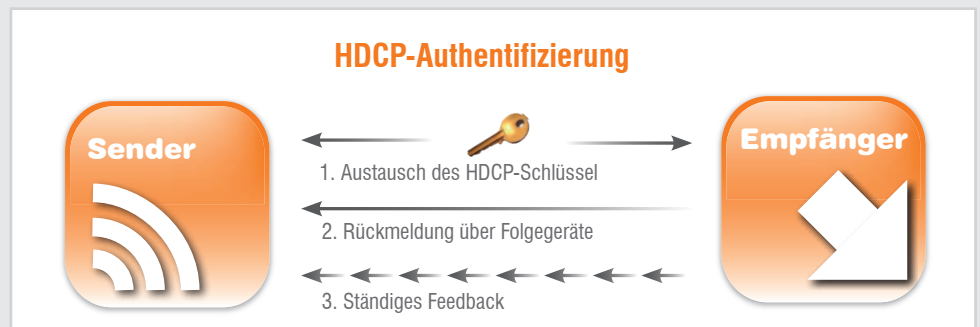 HDCP-Authentifizierung
Sender
Empfänger
1. Austausch des HDCP-Schlüssel
2. Rückmeldung über Folgegeräte
3. Ständiges Feedback